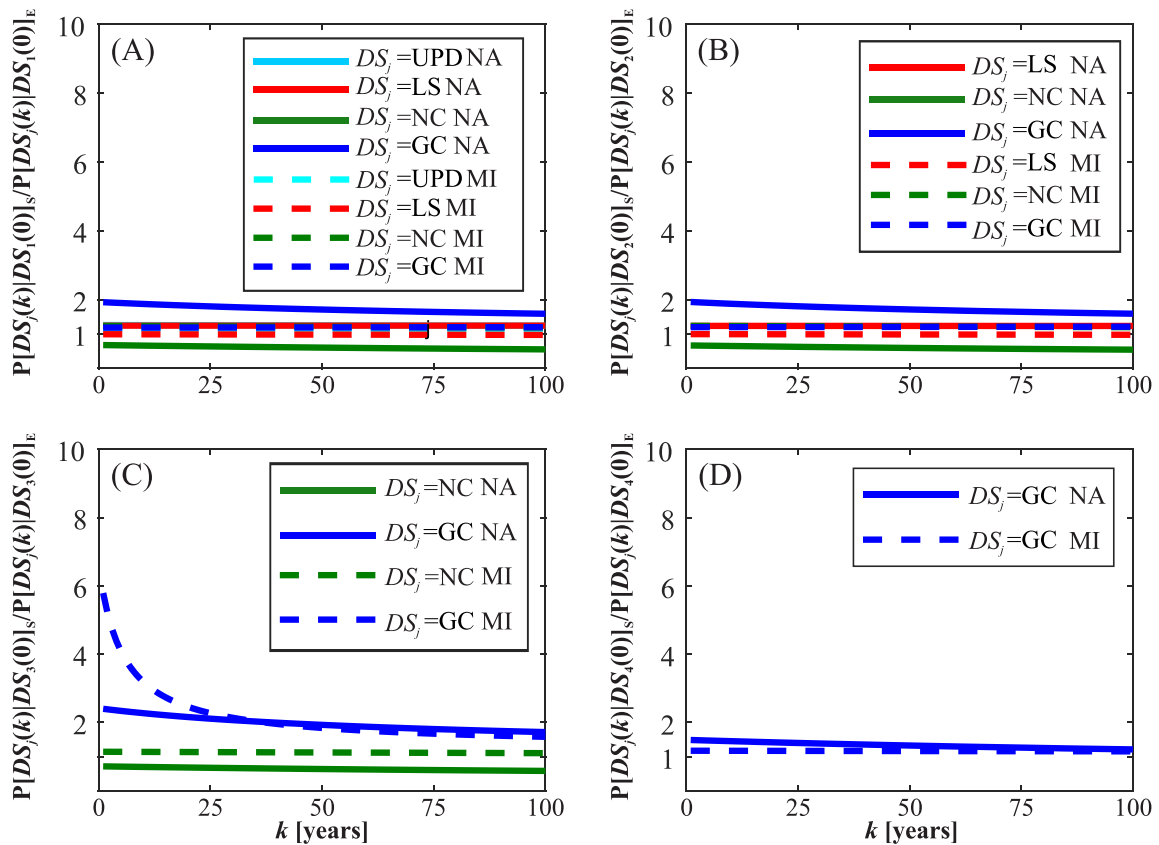 P[DSj(k)|DS1(0)]S/P[DSj(k)|DS1(0)]E
10
8
6
4
2
1
(A)
DSj=UPD NA
DSj=LS NA
DSj=NC NA
DSj=GC NA
DSj=UPD MI
DSj=LS MI
DSj=NC MI
DSj=GC MI
0 25 50 75 100
P[DSj(k)|DS2(0)]S/P[DSj(k)|DS2(0)]E
10
8
6
4
2
1
(B)
DSj=LS NA
DSj=NC NA
DSj=GC NA
DSj=LS MI
DSj=NC MI
DSj=GC MI
0 25 50 75 100
P[DSj(k)|DS3(0)]S/P[DSj(k)|DS3(0)]E
10
8
6
4
2
1
(C)
DSj=NC NA
DSj=GC NA
DSj=NC MI
DSj=GC MI
0 25 50 75 100
k [years]
P[DSj(k)|DS4(0)]S/P[DSj(k)|DS4(0)]E
10
8
6
4
2
1
(D)
DSj=GC NA
DSj=GC MI
0 25 50 75 100
k [years]